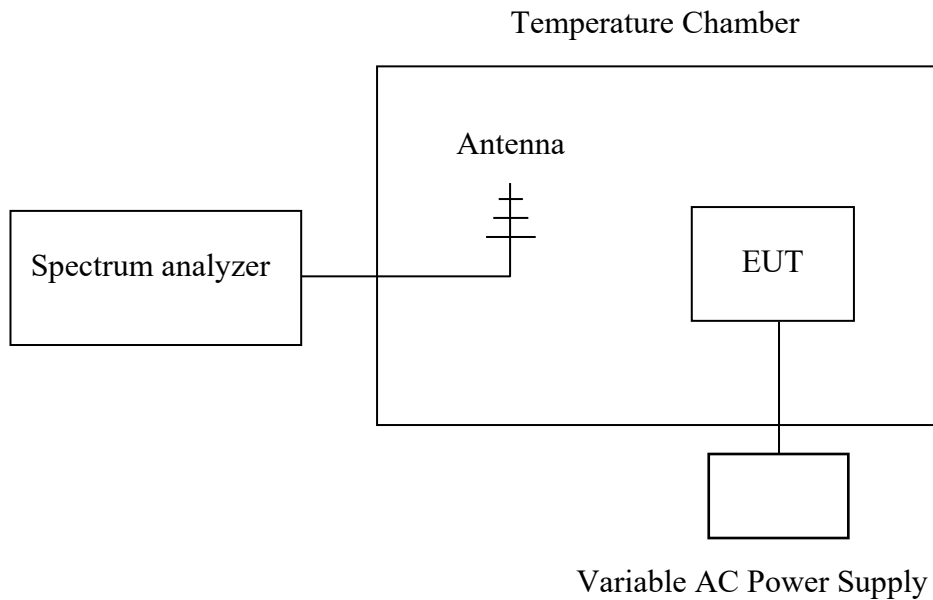 Temperature Chamber
Antenna
Spectrum analyzer
EUT
Variable AC Power Supply